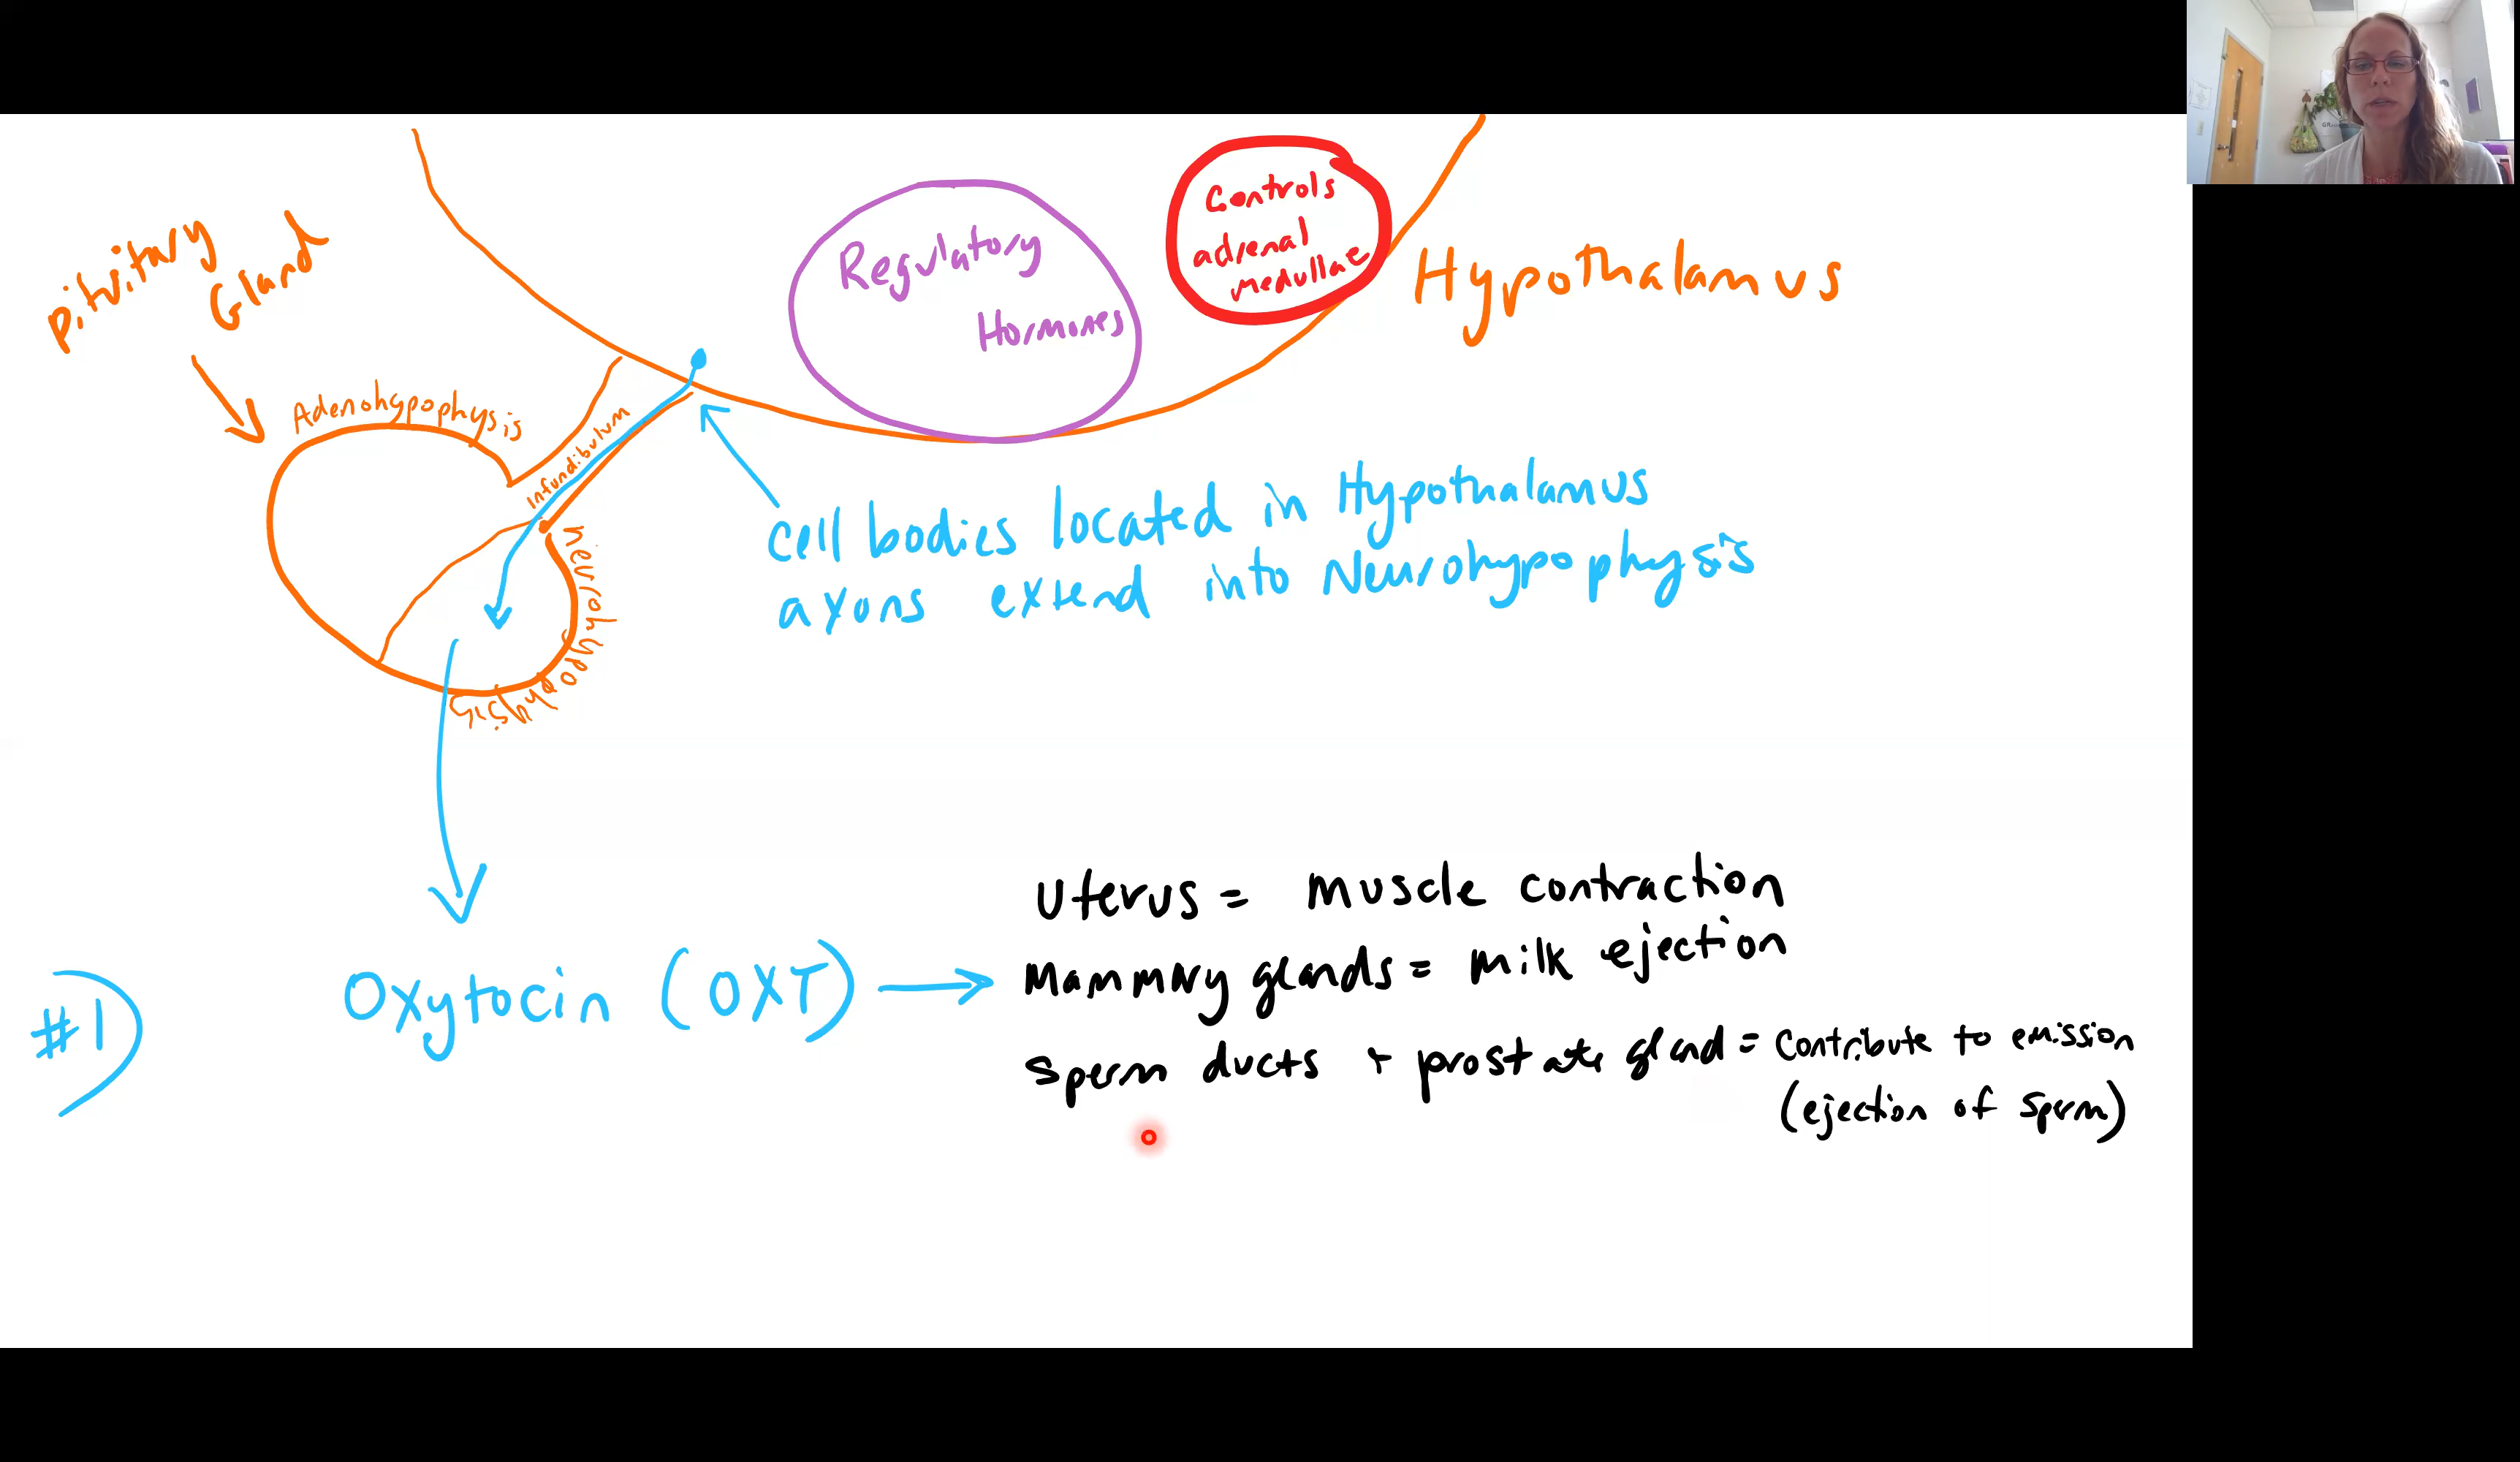 Pituitary
Gland
Regulatory
Hormones
Controls
adrenal
medullae
Hypothalamus
Adenohypophysis
Infundibulum
Neurohypophysis
Cell bodies located in Hypothalamus
axons extend into Neurohypophysis
#1)
Oxytocin (OXT)
Uterus = muscle contraction
Mammary glands = milk ejection
sperm ducts + prostate gland = contribute to emission
(ejection of sperm)